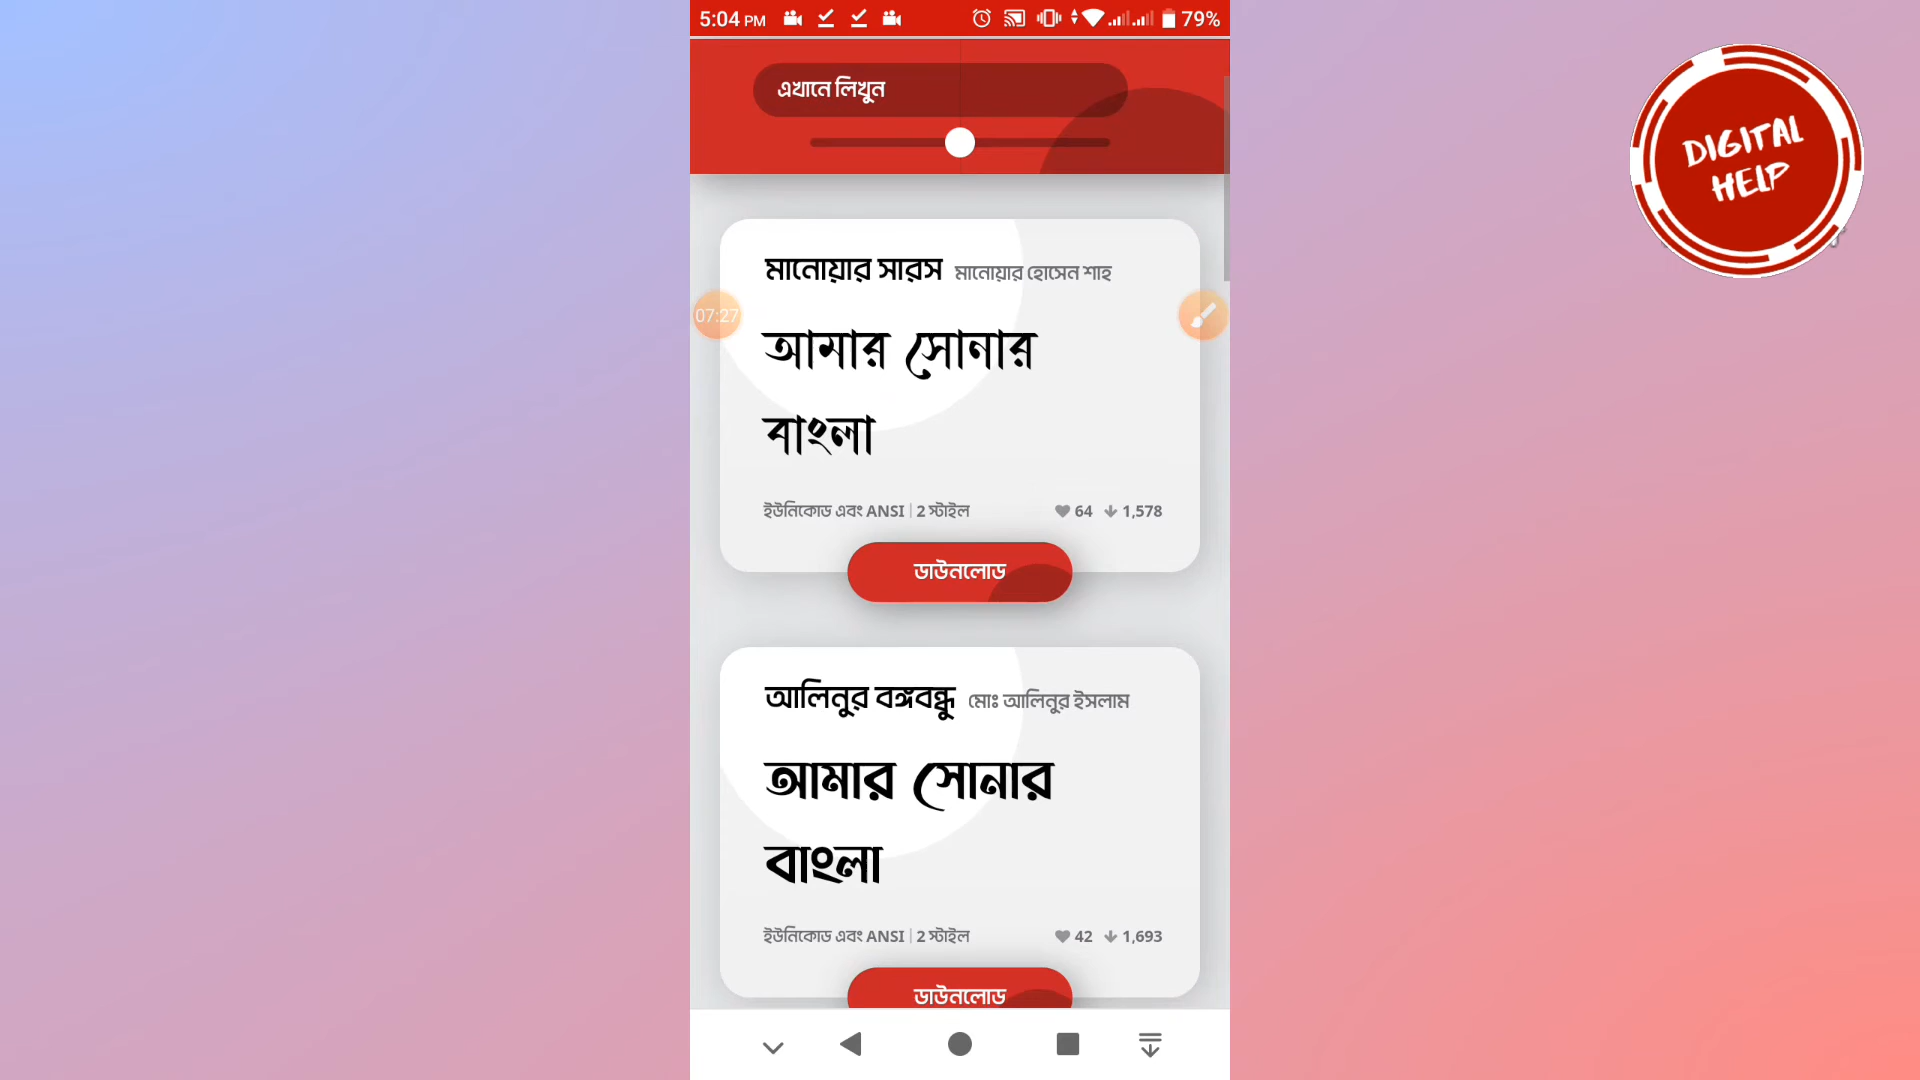 5:04 PM
79%
DIGITAL
HELP
এখানে লিখুন
মানোয়ার সারস মানোয়ার হোসেন শাহ
07:27
আমার সোনার
বাংলা
ইউনিকোড এবং ANSI | 2 স্টাইল 64 1,578
ডাউনলোড
আলিনুর বঙ্গবন্ধু মোঃ আলিনুর ইসলাম
আমার সোনার
বাংলা
ইউনিকোড এবং ANSI | 2 স্টাইল 42 1,693
ডাউনলোড